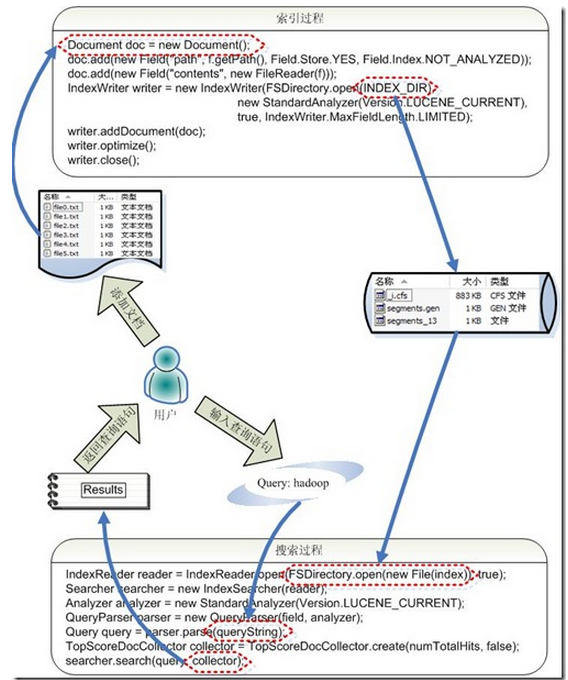 索引过程
Document doc = new Document();
doc.add(new Field("path", f.getPath(), Field.Store.YES, Field.Index.NOT_ANALYZED));
doc.add(new Field("contents", new FileReader(f)));
IndexWriter writer = new IndexWriter(FSDirectory.open(INDEX_DIR),
new StandardAnalyzer(Version.LUCENE_CURRENT),
true, IndexWriter.MaxFieldLength.LIMITED);
writer.addDocument(doc);
writer.optimize();
writer.close();
名称 大... 类型
file0.txt 1 KB 文本文档
file1.txt 1 KB 文本文档
file2.txt 1 KB 文本文档
file3.txt 1 KB 文本文档
file4.txt 1 KB 文本文档
file5.txt 1 KB 文本文档
名称 大小 类型
_i.cfs 883 KB CFS 文件
segments.gen 1 KB GEN 文件
segments_13 1 KB 文件
添加文档
用户
返回查询语句
输入查询语句
Results
Query: hadoop
搜索过程
IndexReader reader = IndexReader.open(FSDirectory.open(new File(index)), true);
Searcher searcher = new IndexSearcher(reader);
Analyzer analyzer = new StandardAnalyzer(Version.LUCENE_CURRENT);
QueryParser parser = new QueryParser(field, analyzer);
Query query = parser.parse(queryString);
TopScoreDocCollector collector = TopScoreDocCollector.create(numTotalHits, false);
searcher.search(query, collector);